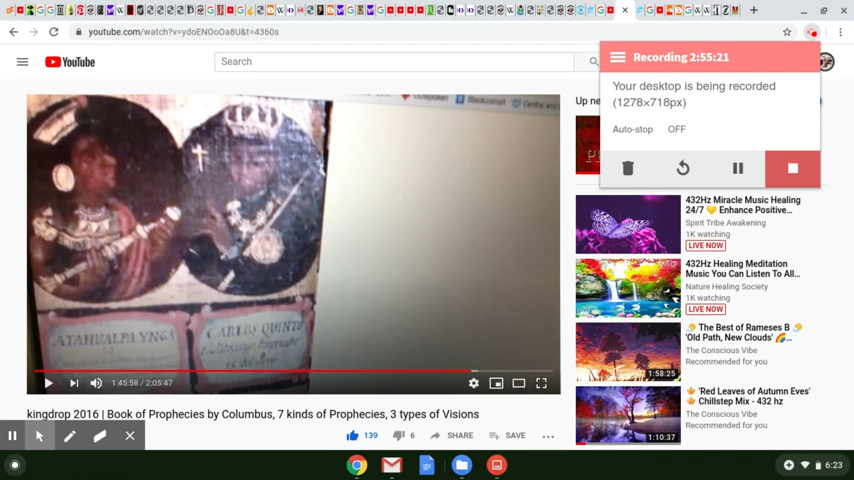 youtube.com/watch?v=ydoENOoOa8U&t=4360s
YouTube
Search
Recording 2:55:21
Your desktop is being recorded
(1278×718px)
Auto-stop OFF
Up ne
ATAHUALPA YNGA
CARLOS QUINTO
1:45:58 / 2:05:47
kingdrop 2016 | Book of Prophecies by Columbus, 7 kinds of Prophecies, 3 types of Visions
139
6
SHARE
SAVE
432Hz Miracle Music Healing
24/7 💛 Enhance Positive...
Spirit Tribe Awakening
1K watching
LIVE NOW
432Hz Healing Meditation
Music You Can Listen To All...
Nature Healing Society
1K watching
LIVE NOW
The Best of Rameses B
'Old Path, New Clouds' 🌈...
The Conscious Vibe
Recommended for you
1:58:25
🍁 'Red Leaves of Autumn Eves'
🍁 Chillstep Mix - 432 hz
The Conscious Vibe
Recommended for you
1:10:37
6:23